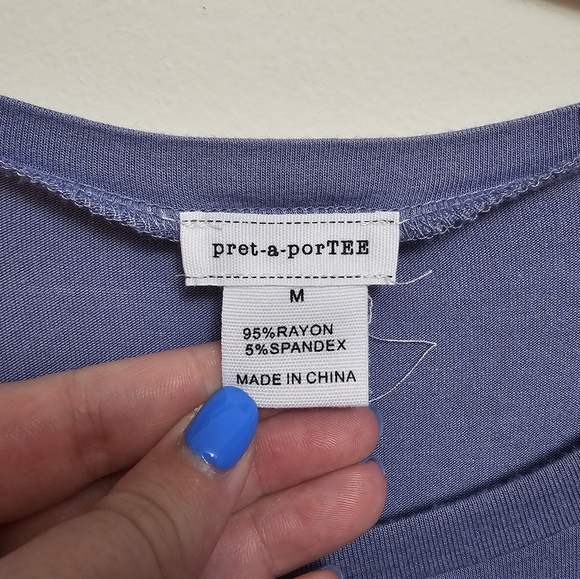 pret-a-porTEE
M
95%RAYON
5%SPANDEX
MADE IN CHINA